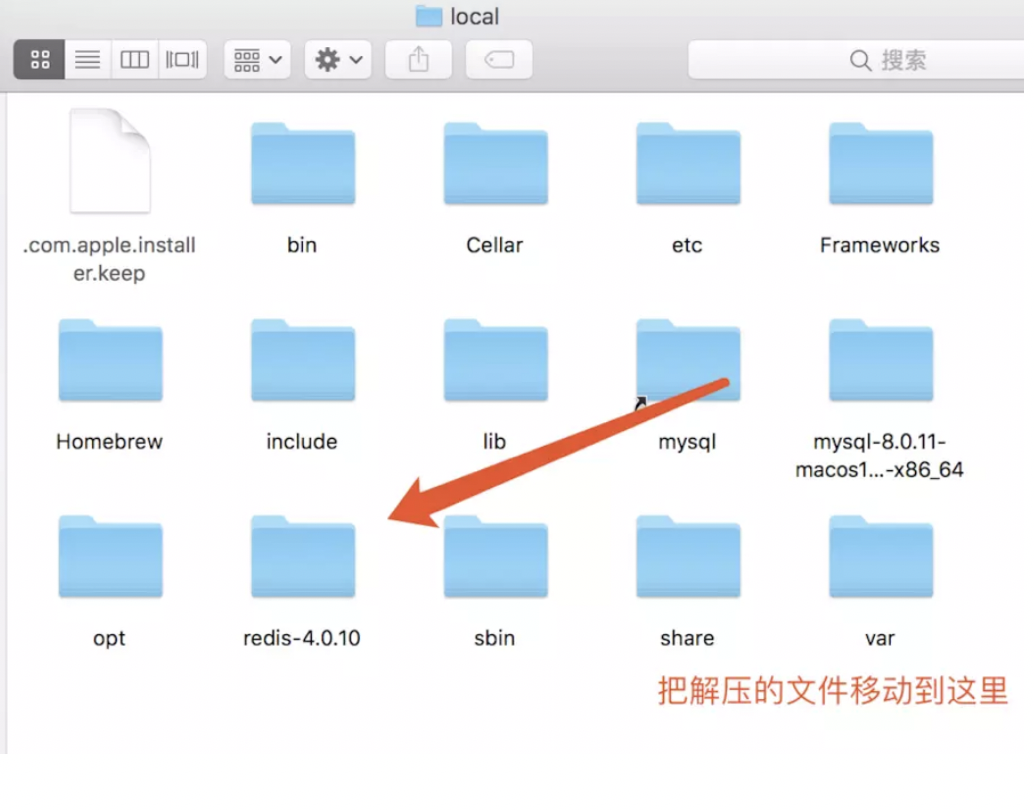 local
搜索
.com.apple.install
er.keep
bin
Cellar
etc
Frameworks
Homebrew
include
lib
mysql
mysql-8.0.11-
macos1...-x86_64
opt
redis-4.0.10
sbin
share
var
把解压的文件移动到这里